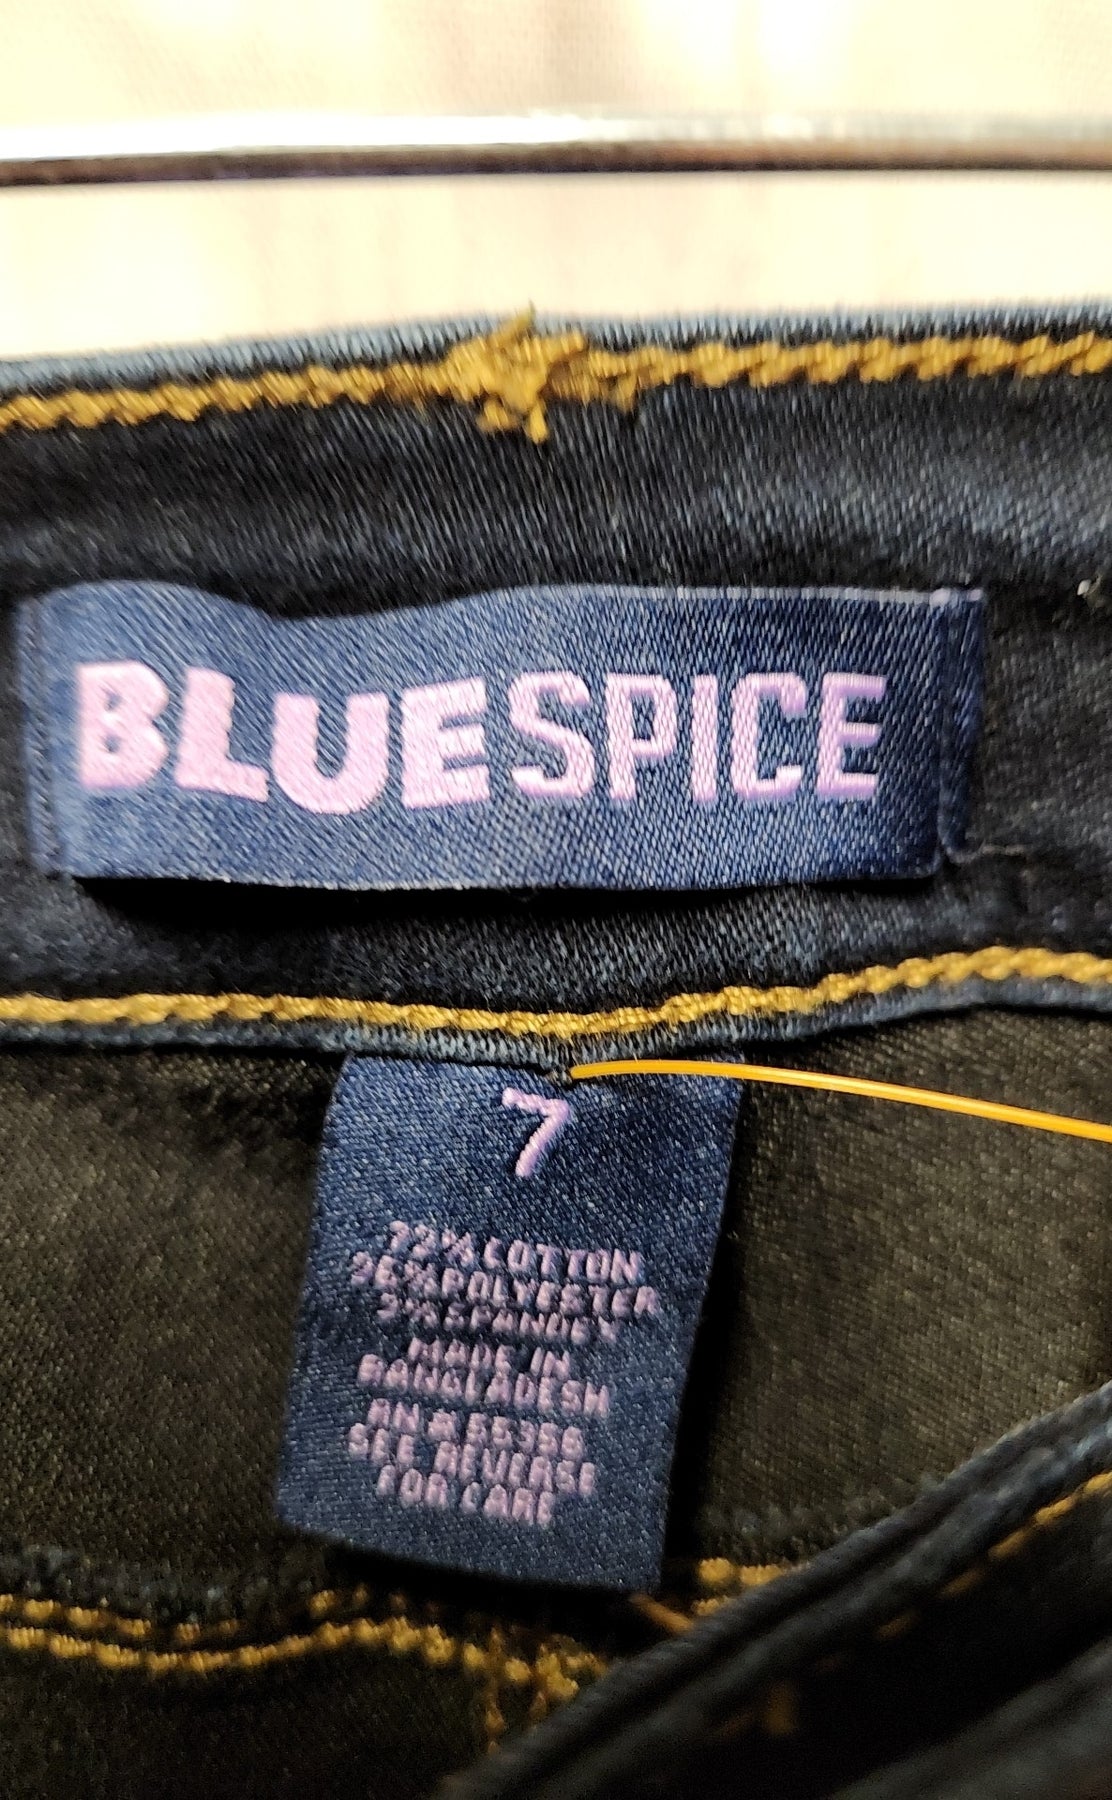 BLUESPICE
7
72% COTTON
26% POLYESTER
2% SPANDEX
MADE IN
BANGLADESH
SEE REVERSE
FOR CARE